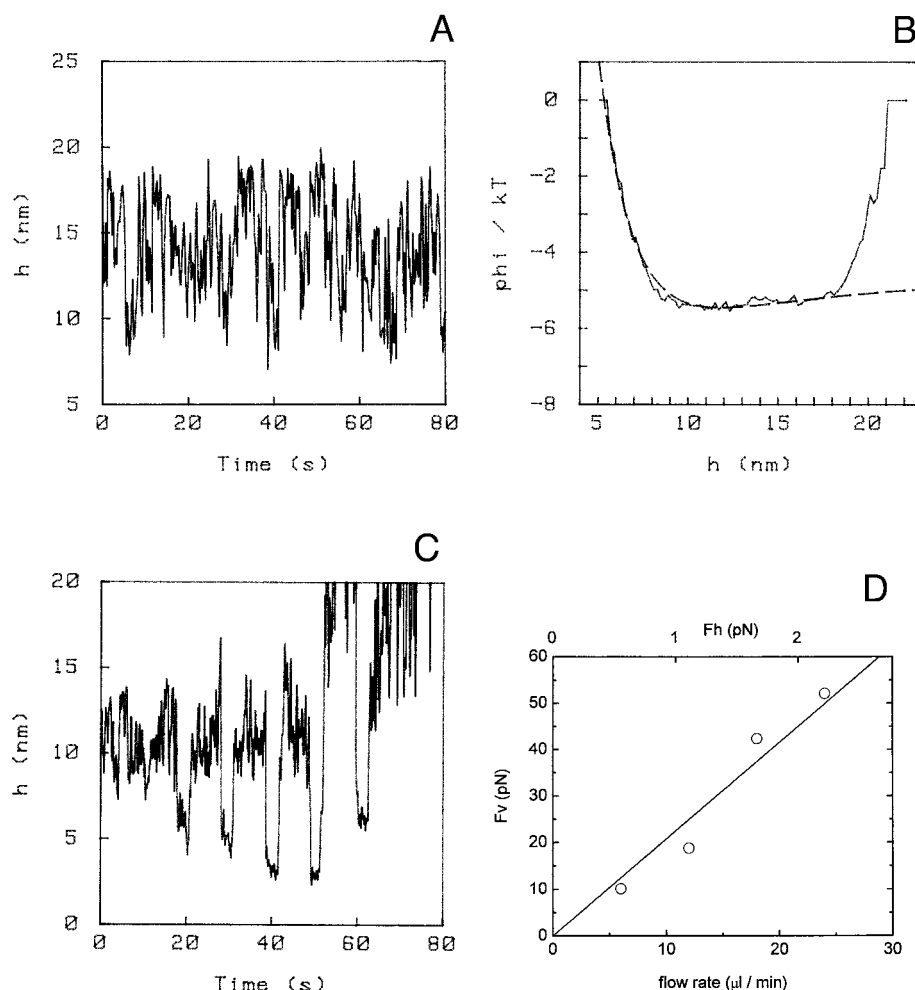 A
25
20
15
10
5
h (nm)
0 20 40 60 80
Time (s)
B
0
-2
-4
-6
-8
phi / kT
5 10 15 20
h (nm)
C
20
15
10
5
0
h (nm)
0 20 40 60 80
Time (s)
D
Fh (pN)
0 1 2
60
50
40
30
20
10
0
Fv (pN)
0 10 20 30
flow rate (μl / min)